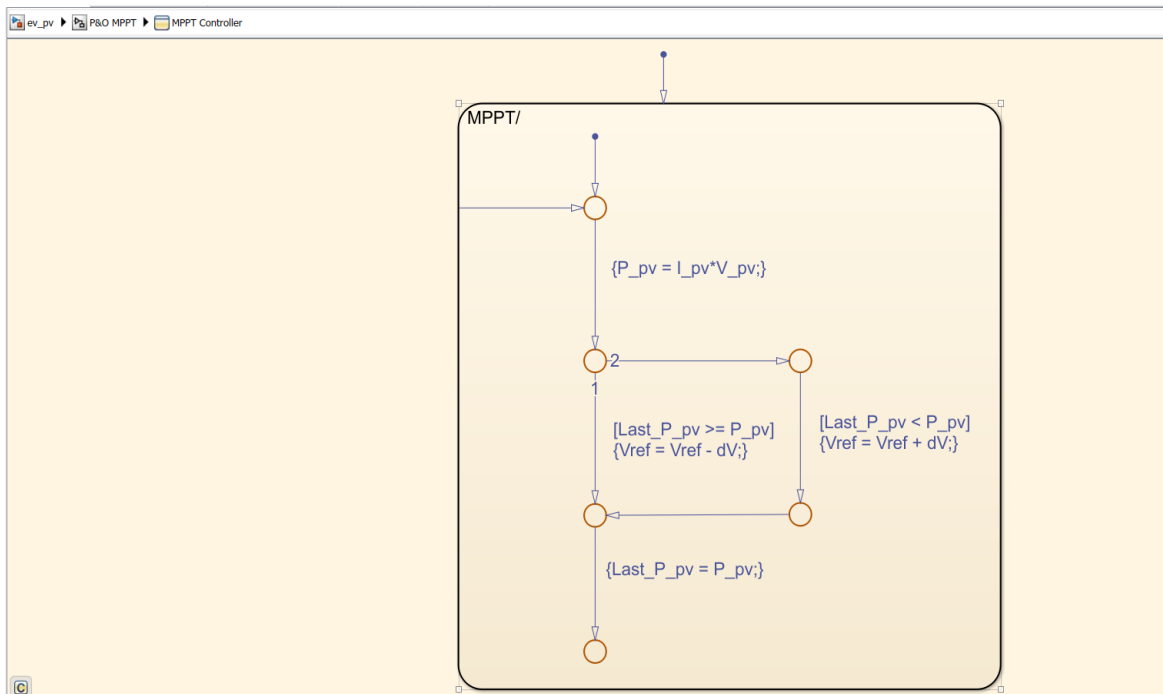 ev_pv P&O MPPT MPPT Controller
MPPT/
{P_pv = I_pv*V_pv;}
2
1
[Last_P_pv >= P_pv]
{Vref = Vref - dV;}
[Last_P_pv < P_pv]
{Vref = Vref + dV;}
{Last_P_pv = P_pv;}
C